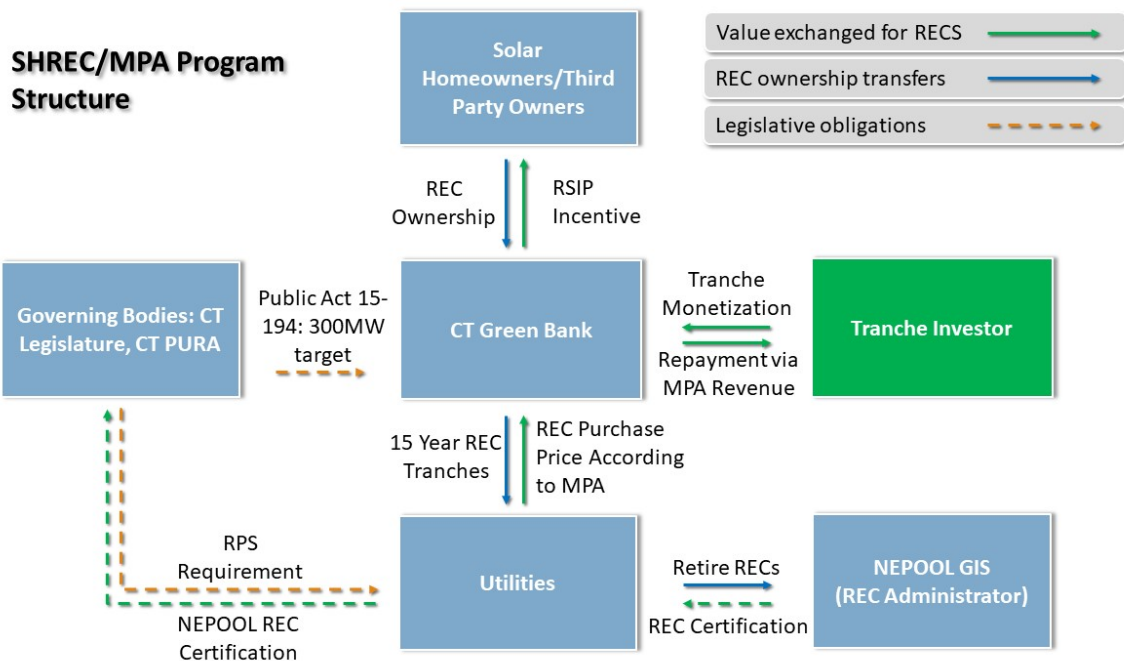 SHREC/MPA Program
Structure
Solar
Homeowners/Third
Party Owners
Value exchanged for RECS
REC ownership transfers
Legislative obligations
REC
Ownership
RSIP
Incentive
Governing Bodies: CT
Legislature, CT PURA
Public Act 15-
194: 300MW
target
CT Green Bank
Tranche
Monetization
Repayment via
MPA Revenue
Tranche Investor
15 Year REC
Tranches
REC Purchase
Price According
to MPA
RPS
Requirement
NEPOOL REC
Certification
Utilities
Retire RECs
REC Certification
NEPOOL GIS
(REC Administrator)